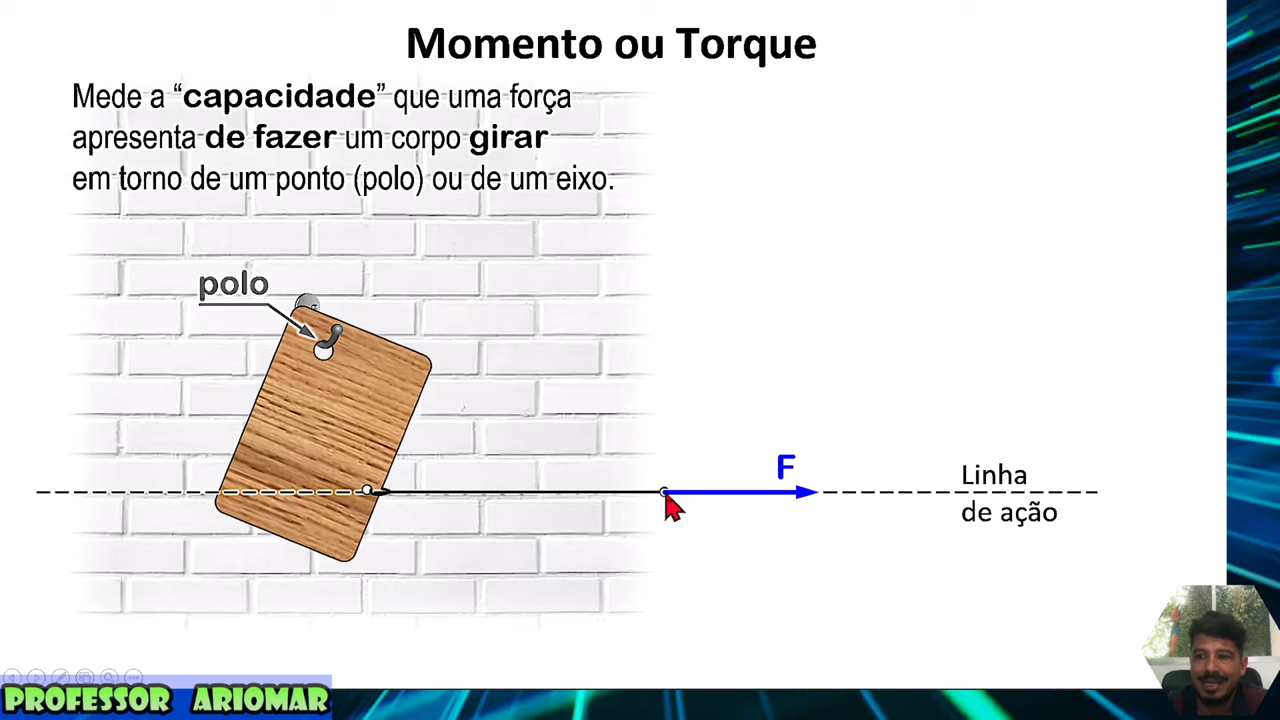 Momento ou Torque
Mede a “capacidade” que uma força
apresenta de fazer um corpo girar
em torno de um ponto (polo) ou de um eixo.
polo
F
Linha
de ação
PROFESSOR ARIOMAR